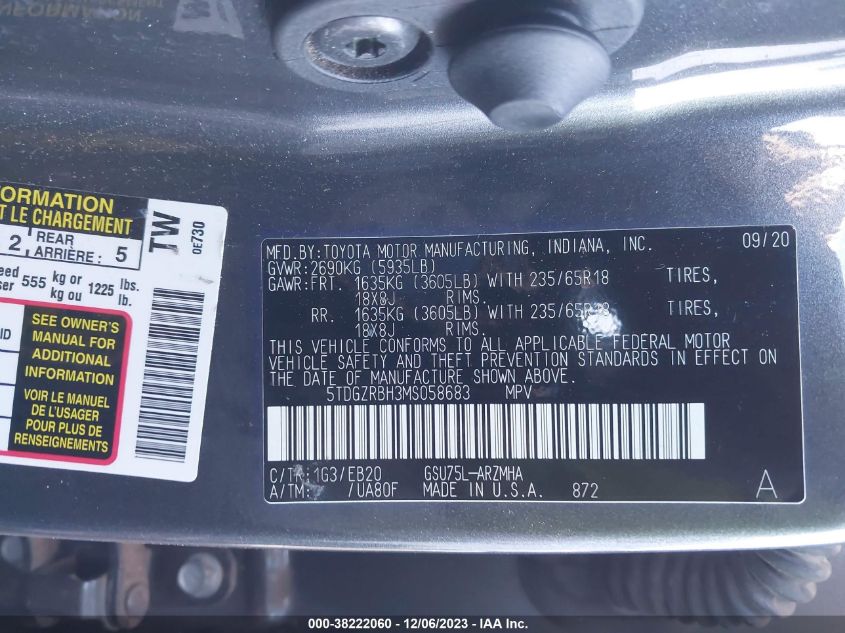 INFORMATION
ORMATION
T LE CHARGEMENT
2 REAR ARRIÈRE: 5
555 kg or kg ou 1225 lbs. lb.
ID
SEE OWNER'S
MANUAL FOR
ADDITIONAL
INFORMATION
VOIR LE MANUEL
DE L'USAGER
POUR PLUS DE
RENSEIGNEMENTS
TW
0E730
MFD.BY:TOYOTA MOTOR MANUFACTURING, INDIANA, INC. 09/20
GVWR:2690KG (5935LB)
GAWR:FRT. 1635KG (3605LB) WITH 235/65R18 TIRES,
18X8J RIMS.
RR. 1635KG (3605LB) WITH 235/65R18 TIRES,
18X8J RIMS.
THIS VEHICLE CONFORMS TO ALL APPLICABLE FEDERAL MOTOR
VEHICLE SAFETY AND THEFT PREVENTION STANDARDS IN EFFECT ON
THE DATE OF MANUFACTURE SHOWN ABOVE.
5TDGZRBH3MS058683 MPV
C/TR:1G3/EB20 GSU75L-ARZMHA
A/TM: /UA80F MADE IN U.S.A. 872 A
000-38222060 - 12/06/2023 - IAA Inc.